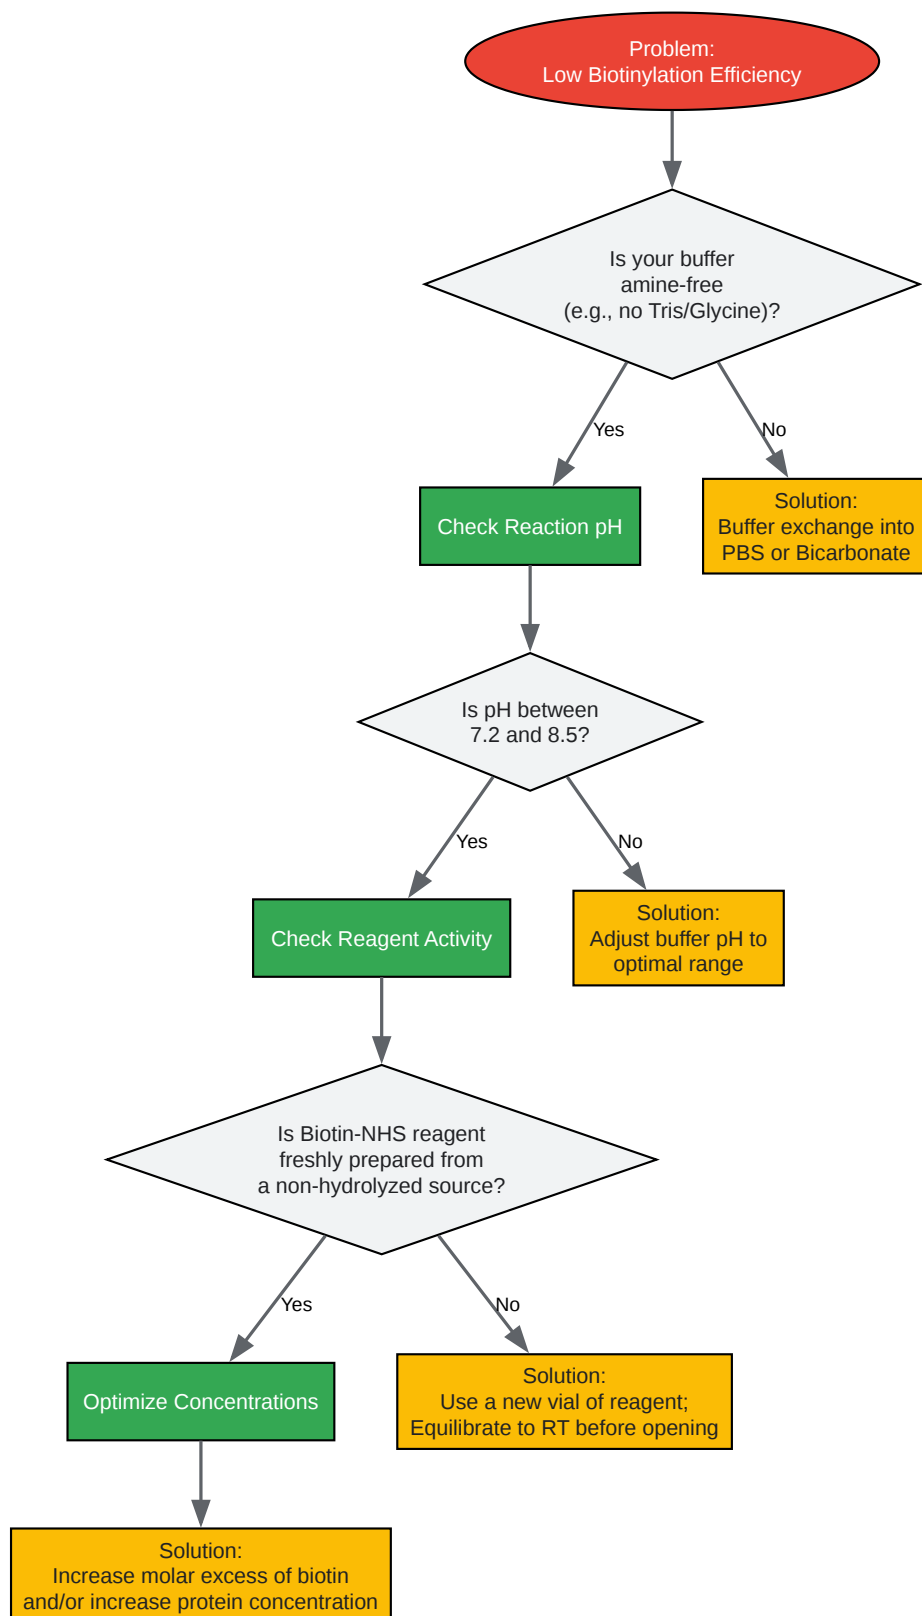 Problem:
Low Biotinylation Efficiency
Is your buffer
amine-free
(e.g., no Tris/Glycine)?
Yes
No
Check Reaction pH
Solution:
Buffer exchange into
PBS or Bicarbonate
Is pH between
7.2 and 8.5?
Yes
No
Check Reagent Activity
Solution:
Adjust buffer pH to
optimal range
Is Biotin-NHS reagent
freshly prepared from
a non-hydrolyzed source?
Yes
No
Optimize Concentrations
Solution:
Use a new vial of reagent;
Equilibrate to RT before opening
Solution:
Increase molar excess of biotin
and/or increase protein concentration